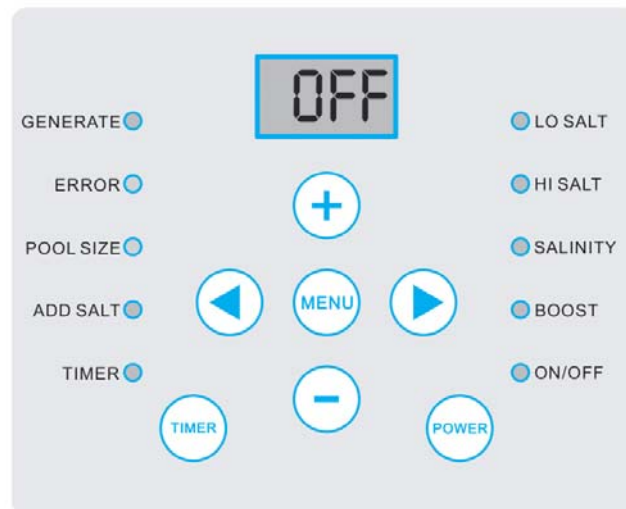 OFF
GENERATE
LO SALT
ERROR
HI SALT
POOL SIZE
SALINITY
MENU
ADD SALT
BOOST
TIMER
ON/OFF
TIMER
POWER